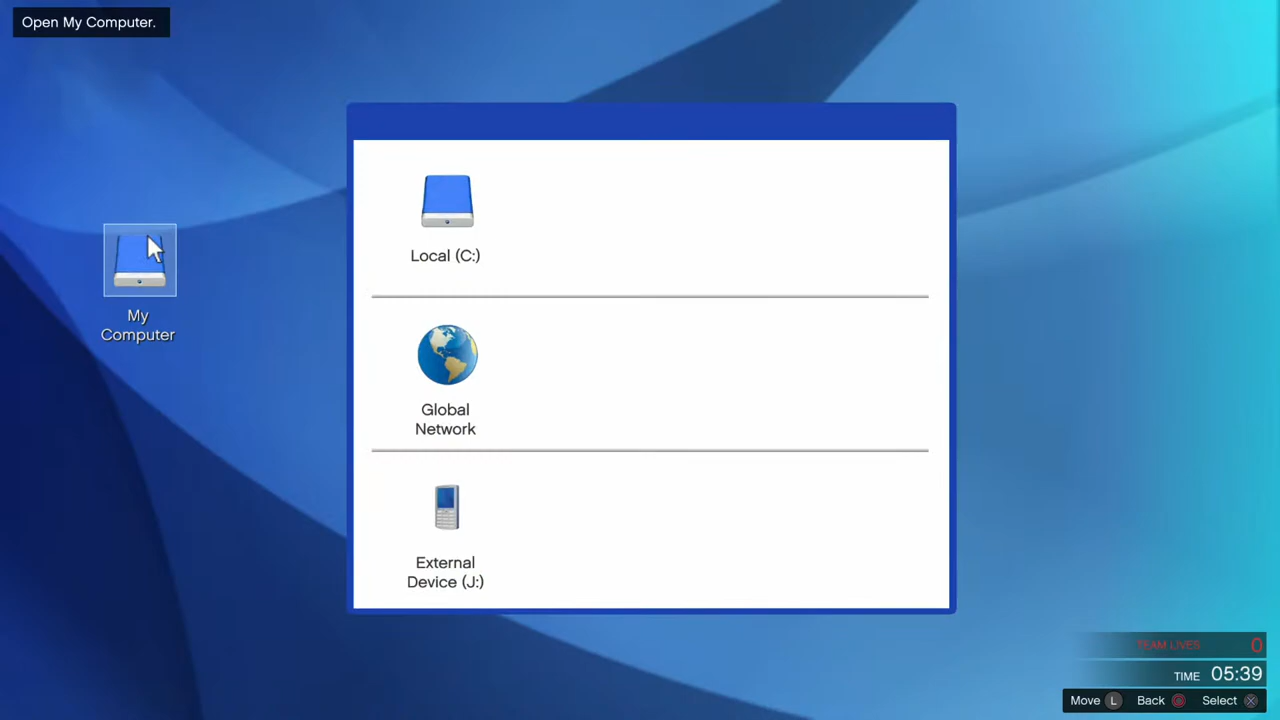 Open My Computer.
My
Computer
Local (C:)
Global
Network
External
Device (J:)
TEAM LIVES 0
TIME 05:39
Move L Back Select